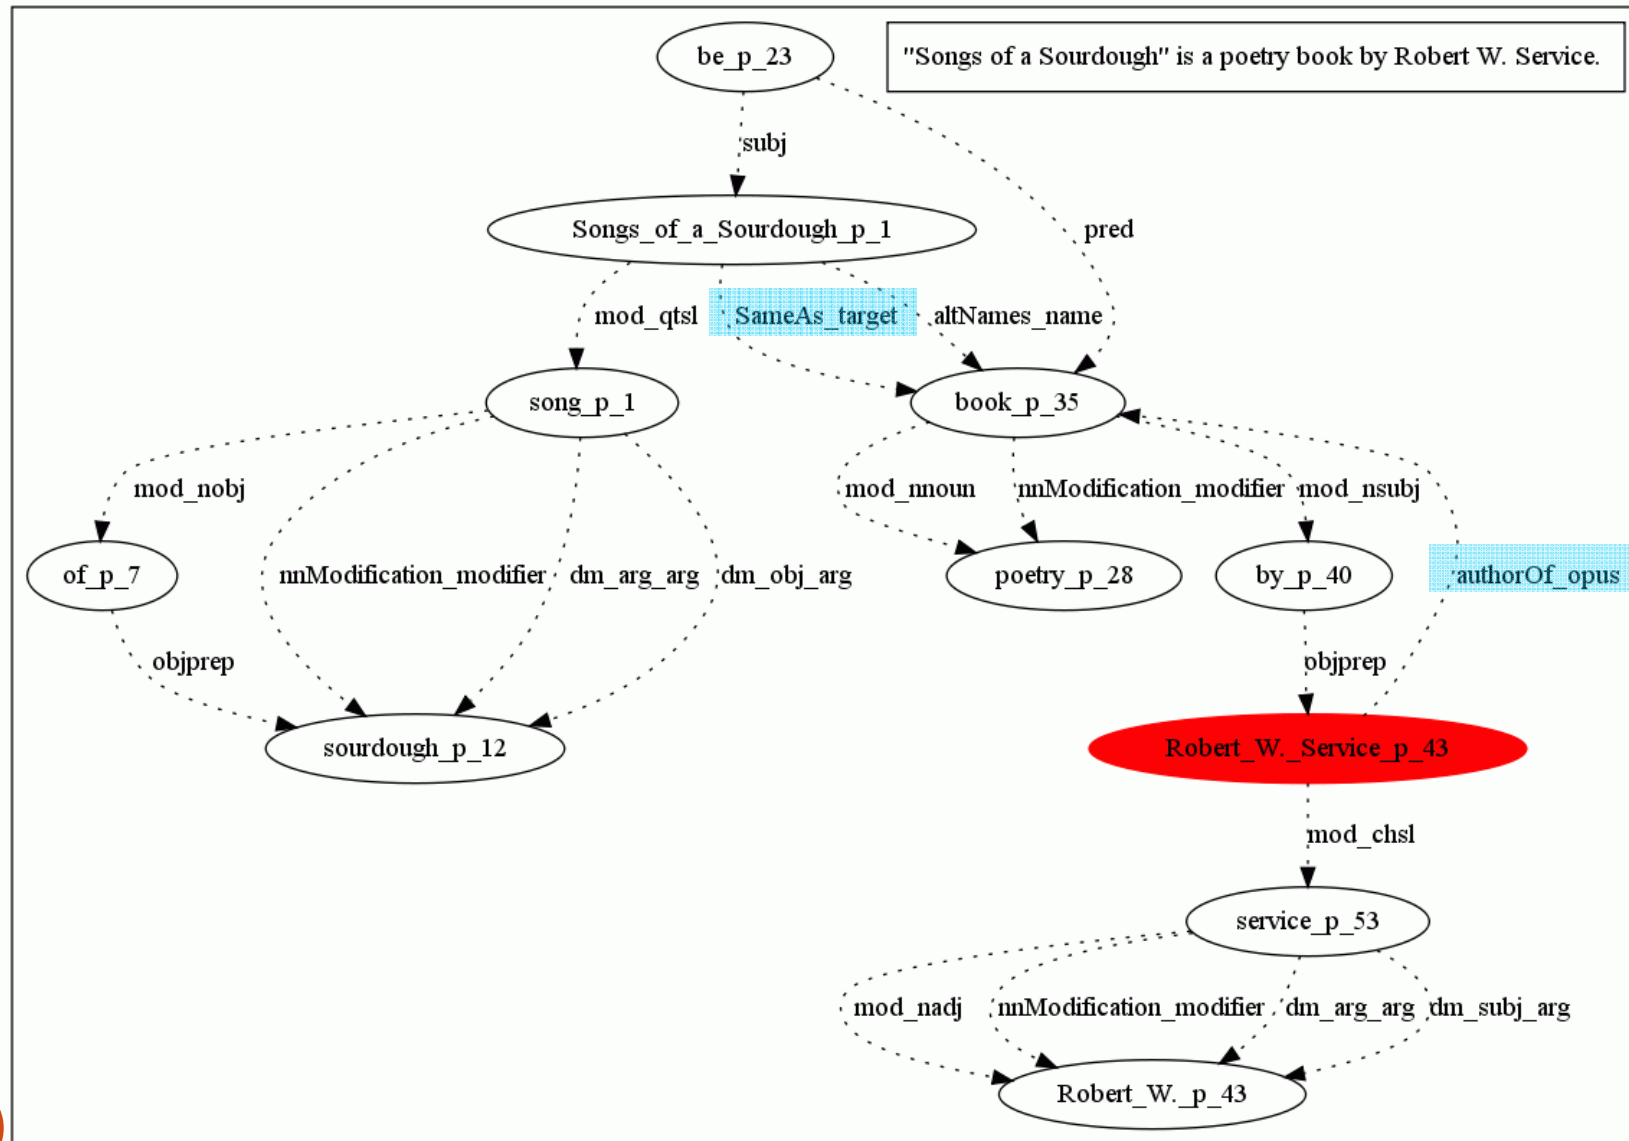 be_p_23
"Songs of a Sourdough" is a poetry book by Robert W. Service.
subj
Songs_of_a_Sourdough_p_1
pred
mod_qtsl
SameAs_target
altNames_name
song_p_1
book_p_35
mod_nobj
mod_nnoun
nnModification_modifier
mod_nsubj
of_p_7
nnModification_modifier
dm_arg_arg
dm_obj_arg
poetry_p_28
by_p_40
authorOf_opus
objprep
objprep
sourdough_p_12
Robert_W._Service_p_43
mod_chsl
service_p_53
mod_nadj
nnModification_modifier
dm_arg_arg
dm_subj_arg
Robert_W._p_43